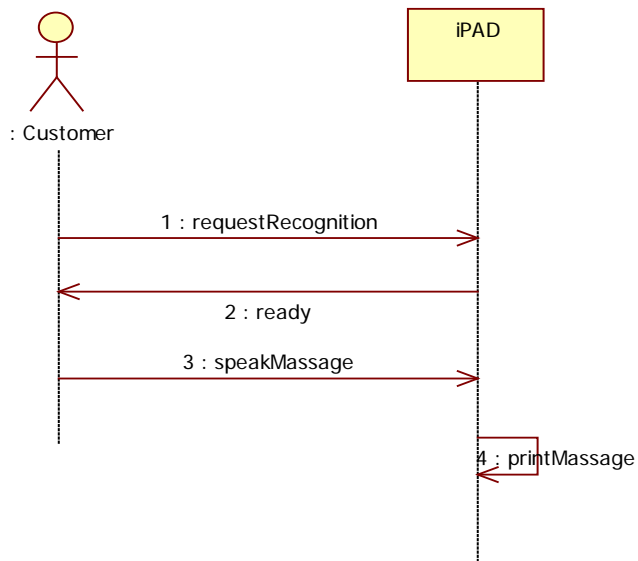 iPAD
: Customer
1 : requestRecognition
2 : ready
3 : speakMassage
4 : printMassage